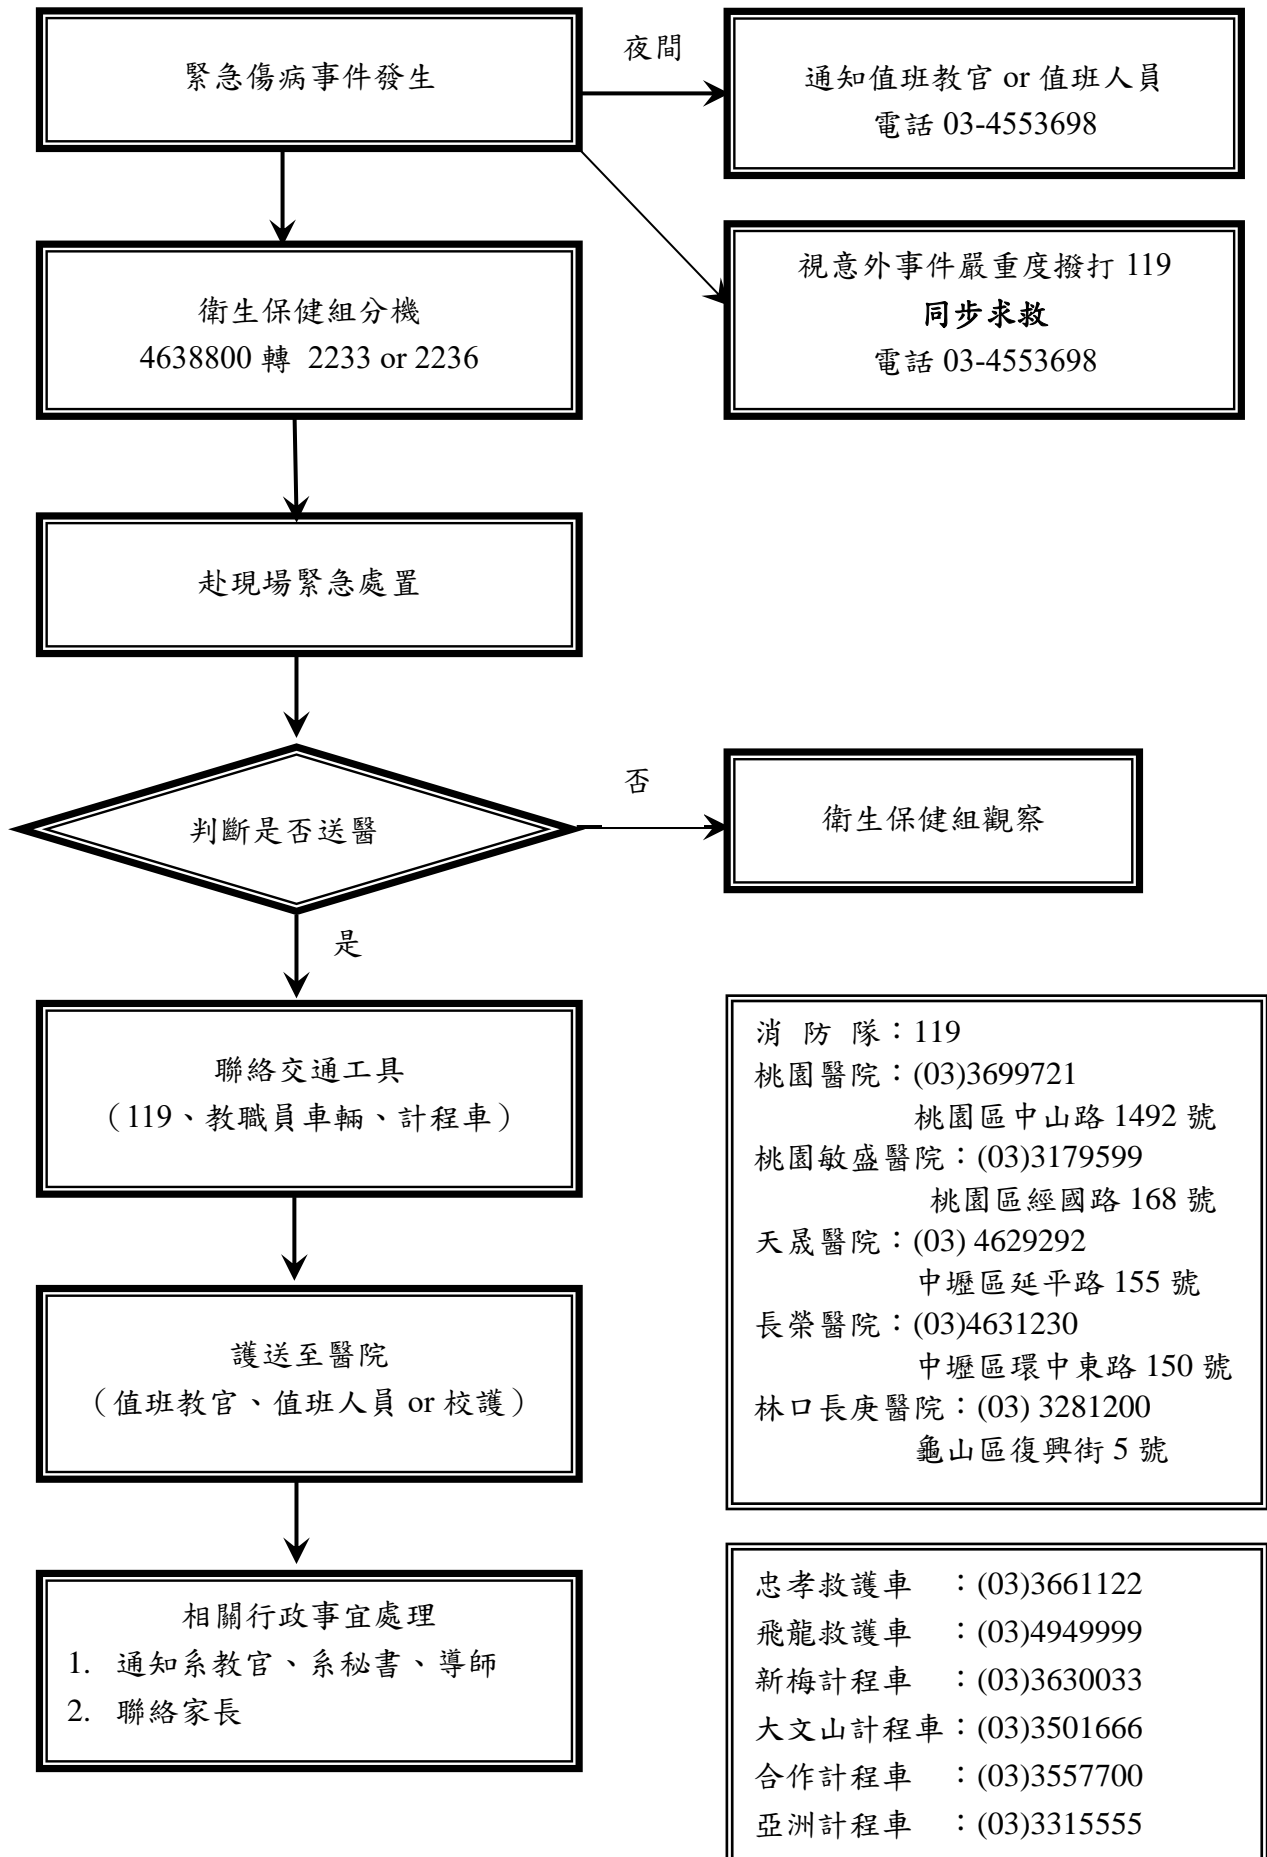 緊急傷病事件發生
夜間
通知值班教官 or 值班人員
電話 03-4553698
視意外事件嚴重度撥打 119
同步求救
電話 03-4553698
衛生保健組分機
4638800 轉 2233 or 2236
赴現場緊急處置
判斷是否送醫
否
衛生保健組觀察
是
聯絡交通工具
（119、教職員車輛、計程車）
護送至醫院
（值班教官、值班人員 or 校護）
相關行政事宜處理
1. 通知系教官、系秘書、導師
2. 聯絡家長
消 防 隊：119
桃園醫院：(03)3699721
桃園區中山路 1492 號
桃園敏盛醫院：(03)3179599
桃園區經國路 168 號
天晟醫院：(03) 4629292
中壢區延平路 155 號
長榮醫院：(03)4631230
中壢區環中東路 150 號
林口長庚醫院：(03) 3281200
龜山區復興街 5 號
忠孝救護車 ：(03)3661122
飛龍救護車 ：(03)4949999
新梅計程車 ：(03)3630033
大文山計程車：(03)3501666
合作計程車 ：(03)3557700
亞洲計程車 ：(03)3315555